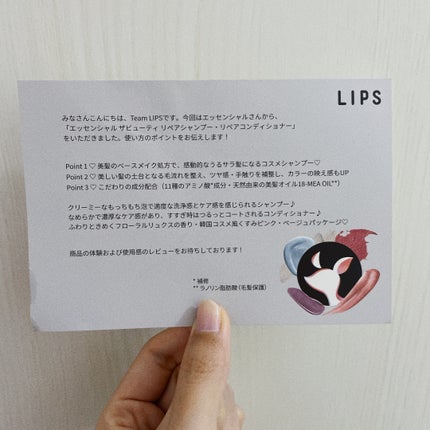 LIPS
みなさんこんにちは、Team LIPSです。今回はエッセンシャルさんから、
「エッセンシャル ザビューティ リペアシャンプー・リペアコンディショナー」
をいただきました。使い方のポイントをお伝えします！
Point 1 ♡ 美髪のベースメイク処方で、感動的なうるサラ髪になるコスメシャンプー♡
Point 2 ♡ 美しい髪の土台となる毛流れを整え、ツヤ感・手触りを補整し、カラーの映え感もUP
Point 3 ♡ こだわりの成分配合（11種のアミノ酸*成分・天然由来の美髪オイル18-MEA OIL**）
クリーミーなもっちもち泡で適度な洗浄感とケア感を感じられるシャンプー♪
なめらかで濃厚なケア感があり、すすぎ時はつるっとコートされるコンディショナー♪
ふわりときめくフローラルリュクスの香り・韓国コスメ風くすみピンク・ベージュパッケージ♡
商品の体験および使用感のレビューをお待ちしております！
* 補修
** ラノリン脂肪酸（毛髪保護）